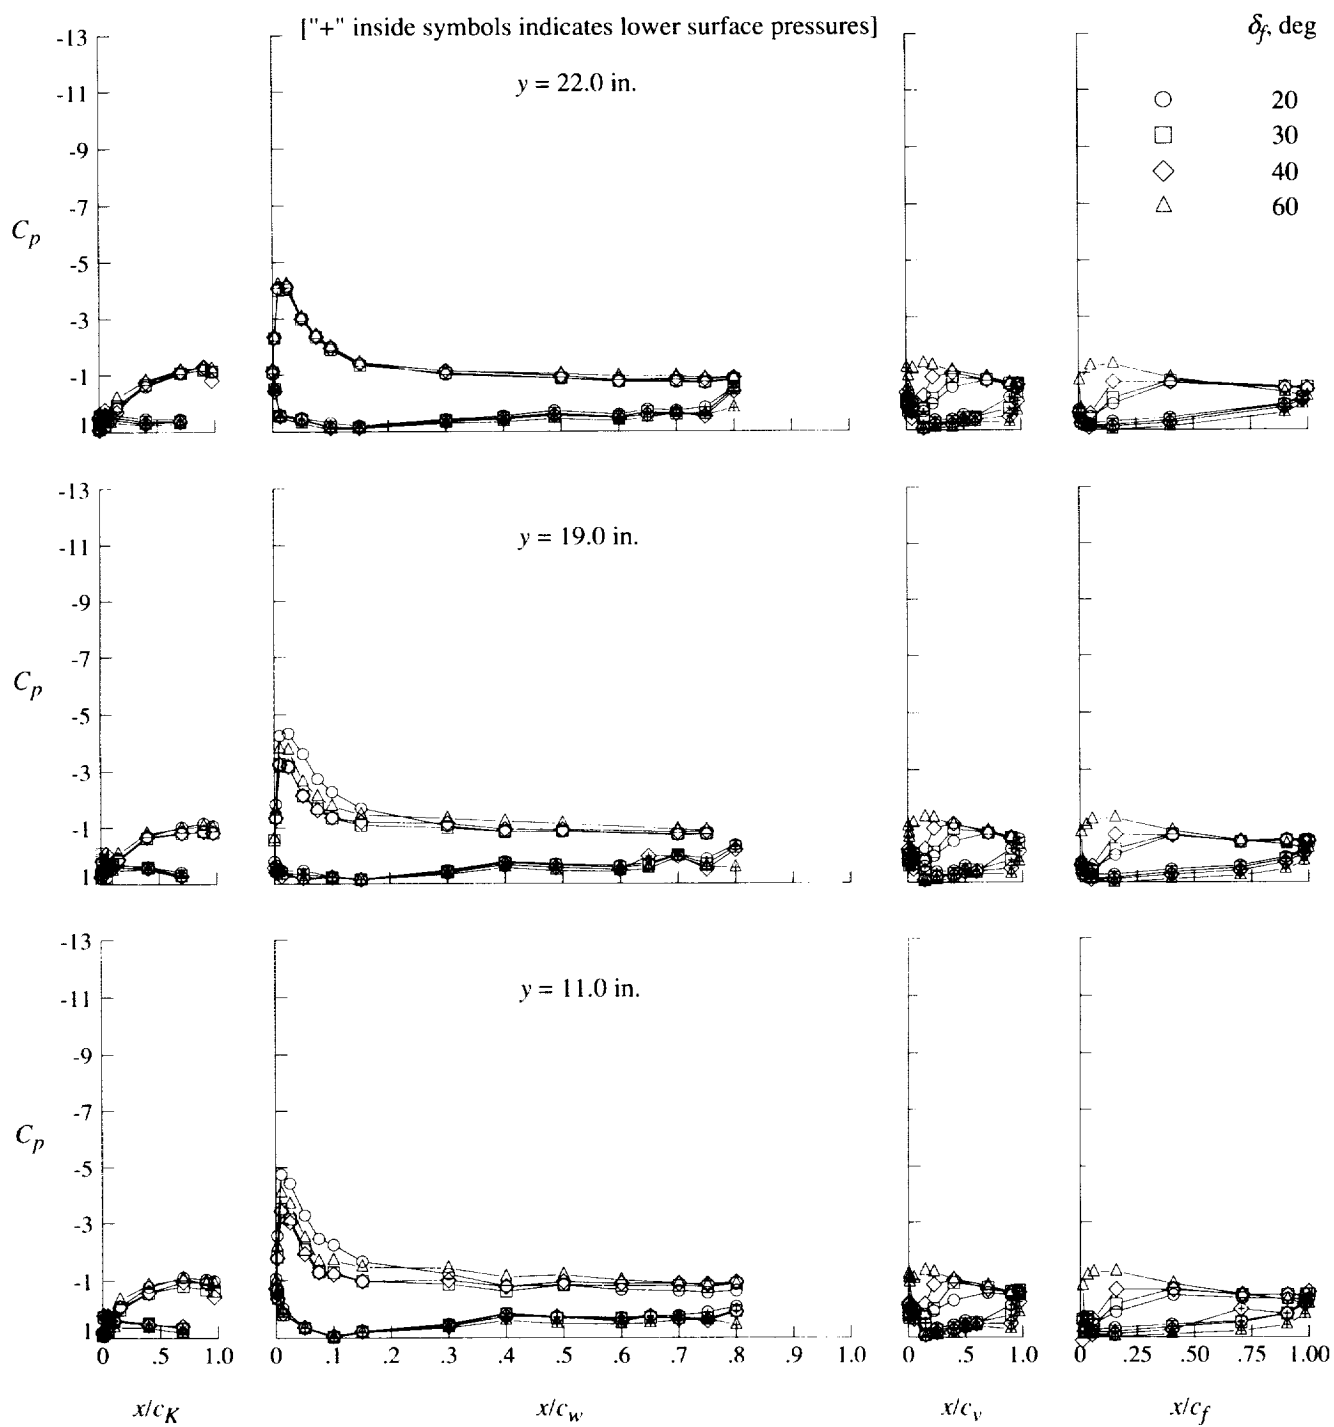 ["+" inside symbols indicates lower surface pressures]
δf, deg
20
30
40
60
y = 22.0 in.
Cp
-13
-11
-9
-7
-5
-3
-1
1
y = 19.0 in.
Cp
-13
-11
-9
-7
-5
-3
-1
1
y = 11.0 in.
Cp
-13
-11
-9
-7
-5
-3
-1
1
0 .5 1.0
0 .1 .2 .3 .4 .5 .6 .7 .8 .9 1.0
0 .5 1.0
0 .25 .50 .75 1.00
x/cK
x/cw
x/cv
x/cf